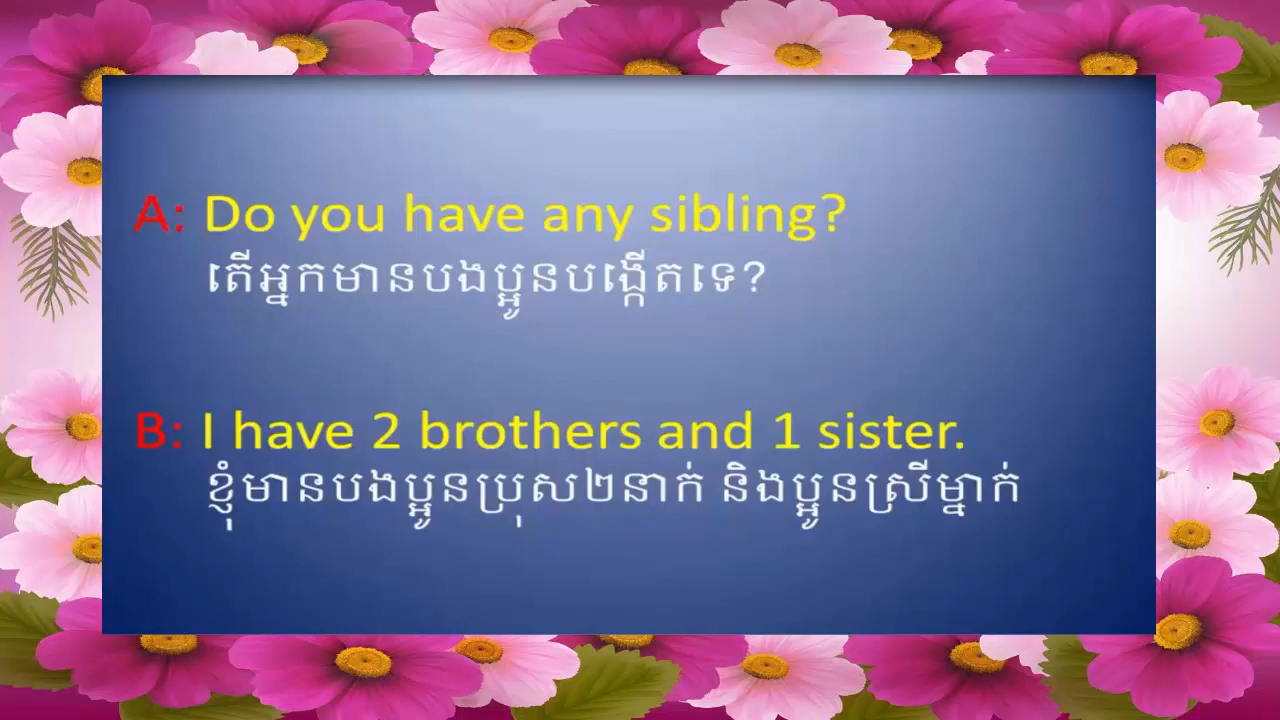 A: Do you have any sibling?
តើអ្នកមានបងប្អូនបង្កើតទេ?
B: I have 2 brothers and 1 sister.
ខ្ញុំមានបងប្អូនប្រុស២នាក់ និងប្អូនស្រីម្នាក់